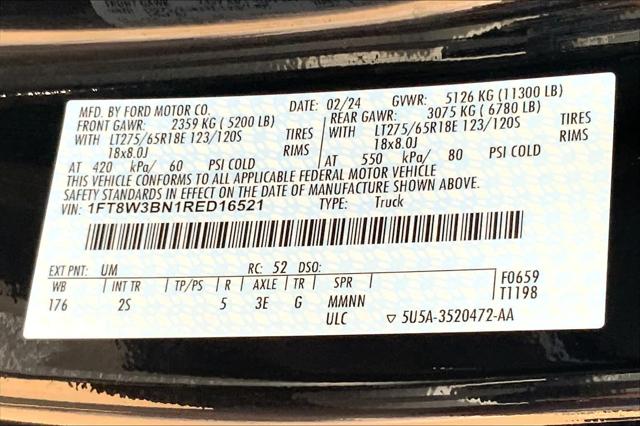 MFD. BY FORD MOTOR CO.
DATE: 02/24 GVWR: 5126 KG (11300 LB)
FRONT GAWR: 2359 KG ( 5200 LB)
REAR GAWR: 3075 KG ( 6780 LB)
WITH LT275/65R18E 123/120S TIRES
WITH LT275/65R18E 123/120S TIRES
18x8.0J RIMS
18x8.0J RIMS
AT 420 kPa/ 60 PSI COLD
AT 550 kPa/ 80 PSI COLD
THIS VEHICLE CONFORMS TO ALL APPLICABLE FEDERAL MOTOR VEHICLE
SAFETY STANDARDS IN EFFECT ON THE DATE OF MANUFACTURE SHOWN ABOVE.
VIN: 1FT8W3BN1RED16521 TYPE: Truck
EXT PNT: UM RC: 52 DSO:
WB INT TR TP/PS R AXLE TR SPR F0659
176 2S 5 3E G MMNN T1198
ULC ▽ 5U5A-3520472-AA